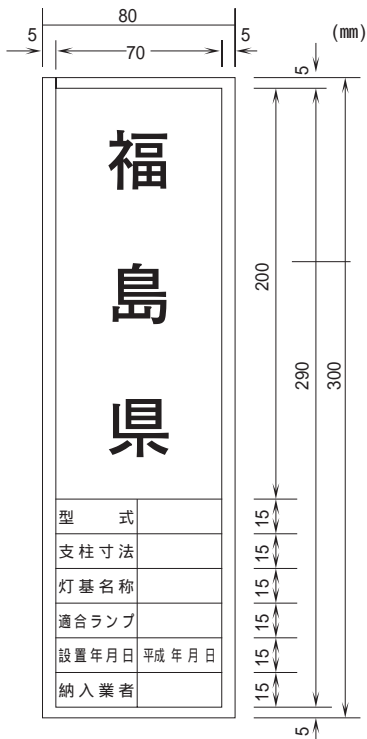 80
5 70 5 (mm)
5
福
島
県
200
290
300
型 式
15
支柱寸法
15
灯基名称
15
適合ランプ
15
設置年月日 平成 年 月 日
15
納入業者
15
5